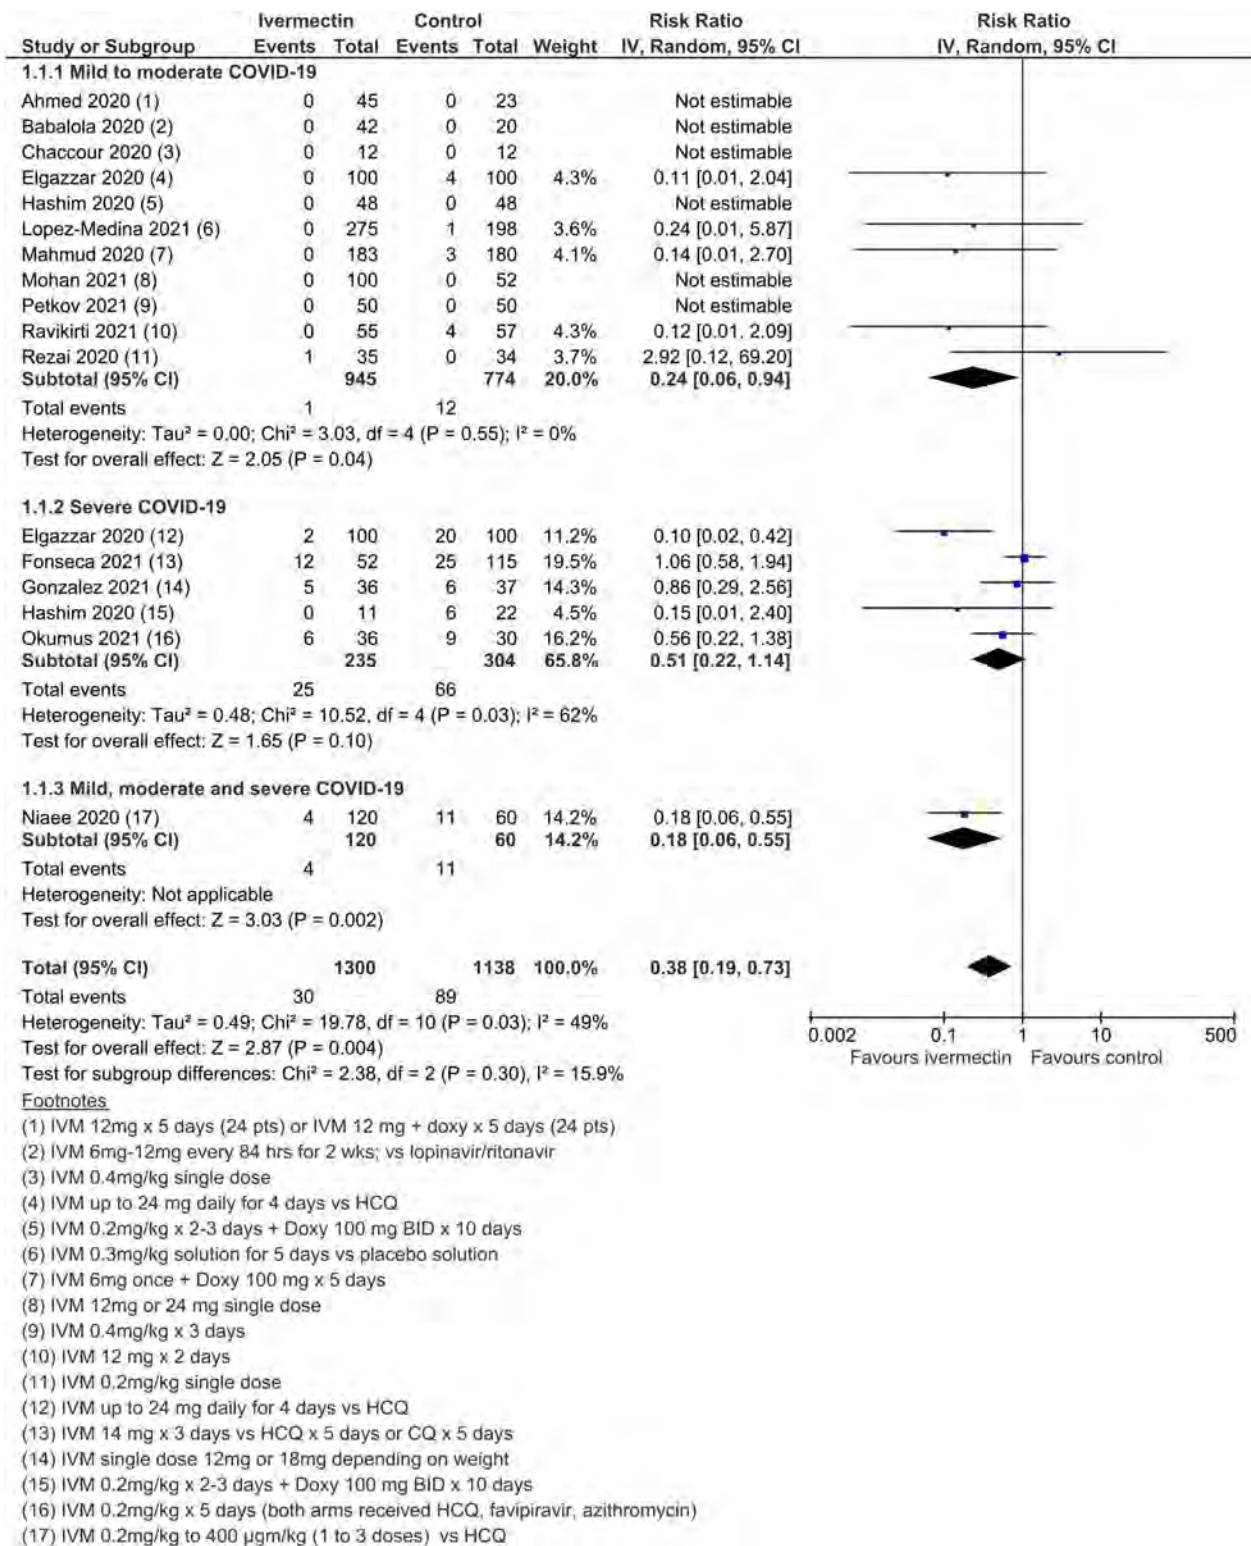 Ivermectin Control Risk Ratio Risk Ratio
Study or Subgroup Events Total Events Total Weight IV, Random, 95% CI IV, Random, 95% CI
1.1.1 Mild to moderate COVID-19
Ahmed 2020 (1) 0 45 0 23 Not estimable
Babalola 2020 (2) 0 42 0 20 Not estimable
Chaccour 2020 (3) 0 12 0 12 Not estimable
Elgazzar 2020 (4) 0 100 4 100 4.3% 0.11 [0.01, 2.04]
Hashim 2020 (5) 0 48 0 48 Not estimable
Lopez-Medina 2021 (6) 0 275 1 198 3.6% 0.24 [0.01, 5.87]
Mahmud 2020 (7) 0 183 3 180 4.1% 0.14 [0.01, 2.70]
Mohan 2021 (8) 0 100 0 52 Not estimable
Petkov 2021 (9) 0 50 0 50 Not estimable
Ravikirti 2021 (10) 0 55 4 57 4.3% 0.12 [0.01, 2.09]
Rezai 2020 (11) 1 35 0 34 3.7% 2.92 [0.12, 69.20]
Subtotal (95% CI) 945 774 20.0% 0.24 [0.06, 0.94]
Total events 1 12
Heterogeneity: Tau² = 0.00; Chi² = 3.03, df = 4 (P = 0.55); I² = 0%
Test for overall effect: Z = 2.05 (P = 0.04)
1.1.2 Severe COVID-19
Elgazzar 2020 (12) 2 100 20 100 11.2% 0.10 [0.02, 0.42]
Fonseca 2021 (13) 12 52 25 115 19.5% 1.06 [0.58, 1.94]
Gonzalez 2021 (14) 5 36 6 37 14.3% 0.86 [0.29, 2.56]
Hashim 2020 (15) 0 11 6 22 4.5% 0.15 [0.01, 2.40]
Okumus 2021 (16) 6 36 9 30 16.2% 0.56 [0.22, 1.38]
Subtotal (95% CI) 235 304 65.8% 0.51 [0.22, 1.14]
Total events 25 66
Heterogeneity: Tau² = 0.48; Chi² = 10.52, df = 4 (P = 0.03); I² = 62%
Test for overall effect: Z = 1.65 (P = 0.10)
1.1.3 Mild, moderate and severe COVID-19
Niaee 2020 (17) 4 120 11 60 14.2% 0.18 [0.06, 0.55]
Subtotal (95% CI) 120 60 14.2% 0.18 [0.06, 0.55]
Total events 4 11
Heterogeneity: Not applicable
Test for overall effect: Z = 3.03 (P = 0.002)
Total (95% CI) 1300 1138 100.0% 0.38 [0.19, 0.73]
Total events 30 89
Heterogeneity: Tau² = 0.49; Chi² = 19.78, df = 10 (P = 0.03); I² = 49%
0.002 0.1 1 10 500
Test for overall effect: Z = 2.87 (P = 0.004)
Favours ivermectin Favours control
Test for subgroup differences: Chi² = 2.38, df = 2 (P = 0.30), I² = 15.9%
Footnotes
(1) IVM 12mg x 5 days (24 pts) or IVM 12 mg + doxy x 5 days (24 pts)
(2) IVM 6mg-12mg every 84 hrs for 2 wks; vs lopinavir/ritonavir
(3) IVM 0.4mg/kg single dose
(4) IVM up to 24 mg daily for 4 days vs HCQ
(5) IVM 0.2mg/kg x 2-3 days + Doxy 100 mg BID x 10 days
(6) IVM 0.3mg/kg solution for 5 days vs placebo solution
(7) IVM 6mg once + Doxy 100 mg x 5 days
(8) IVM 12mg or 24 mg single dose
(9) IVM 0.4mg/kg x 3 days
(10) IVM 12 mg x 2 days
(11) IVM 0.2mg/kg single dose
(12) IVM up to 24 mg daily for 4 days vs HCQ
(13) IVM 14 mg x 3 days vs HCQ x 5 days or CQ x 5 days
(14) IVM single dose 12mg or 18mg depending on weight
(15) IVM 0.2mg/kg x 2-3 days + Doxy 100 mg BID x 10 days
(16) IVM 0.2mg/kg x 5 days (both arms received HCQ, favipiravir, azithromycin)
(17) IVM 0.2mg/kg to 400 µgm/kg (1 to 3 doses) vs HCQ